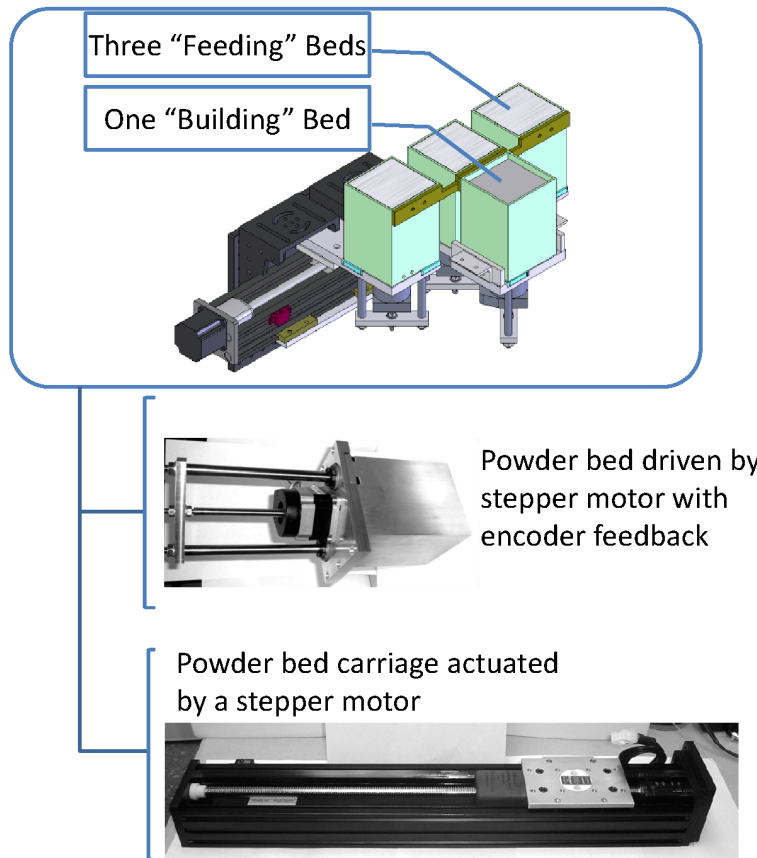 Three “Feeding” Beds
One “Building” Bed
Powder bed driven by
stepper motor with
encoder feedback
Powder bed carriage actuated
by a stepper motor